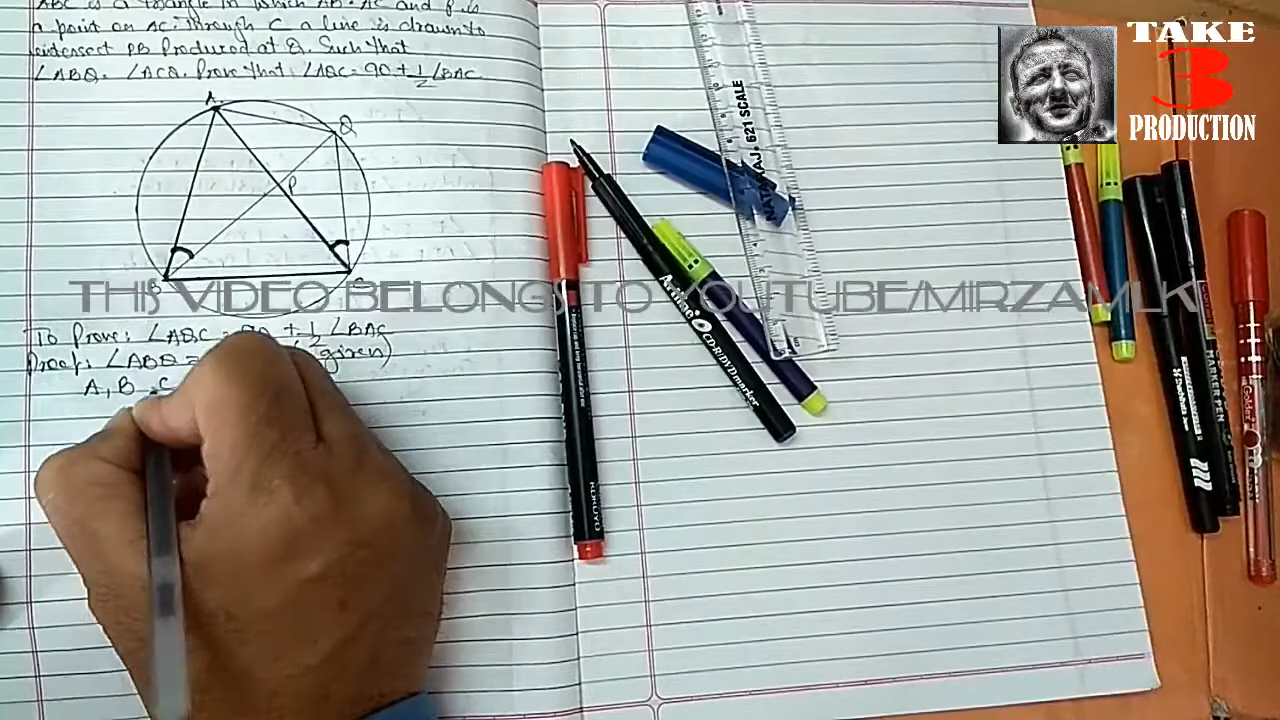 ABC is a triangle in which AB = AC and P is
a point on AC. Through C a line is drawn to
intersect PB Produced at Q. Such that
∠ABQ = ∠ACQ. Prove that: ∠AQC = 90 + 1/2 ∠BAC
A
Q
P
B
To Prove: ∠AQC = 90 + 1/2 ∠BAC
Proof: ∠ABQ = (given)
A, B, C
NATARAJ. 621 SCALE
Artline CD-R/DVD marker
KOKUYO
MARKER PEN
TAKE
3
PRODUCTION
THIS VIDEO BELONGS TO YOUTUBE/MIRZAMLK